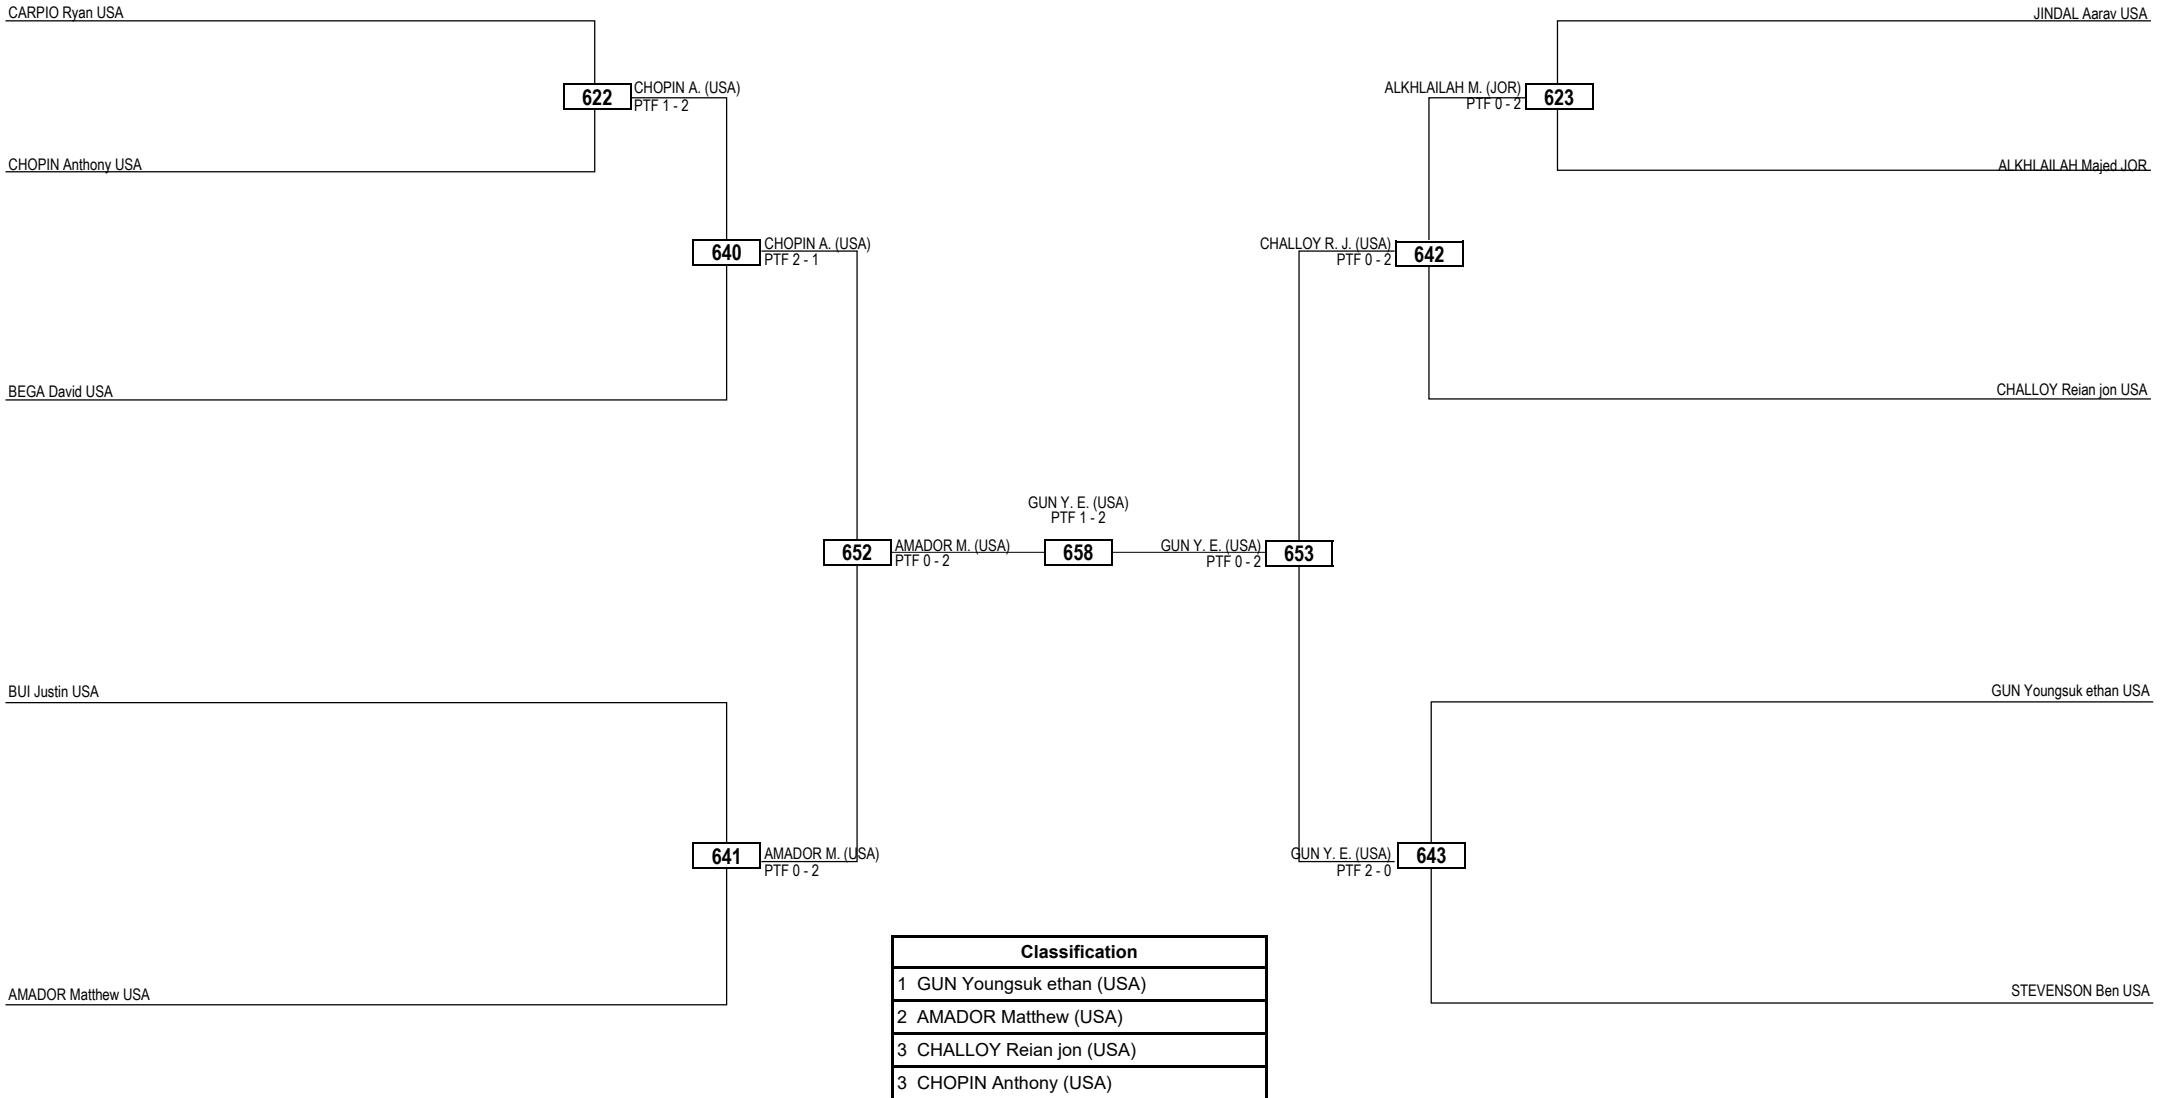 CARPIO Ryan USA
JINDAL Aarav USA
622
CHOPIN A. (USA)
PTF 1 - 2
ALKHLAILAH M. (JOR)
PTF 0 - 2
623
CHOPIN Anthony USA
ALKHLAILAH Majed JOR
640
CHOPIN A. (USA)
PTF 2 - 1
CHALLOY R. J. (USA)
PTF 0 - 2
642
BEGA David USA
CHALLOY Reian jon USA
GUN Y. E. (USA)
PTF 1 - 2
652
AMADOR M. (USA)
PTF 0 - 2
658
GUN Y. E. (USA)
PTF 0 - 2
653
BUI Justin USA
GUN Youngsuk ethan USA
641
AMADOR M. (USA)
PTF 0 - 2
GUN Y. E. (USA)
PTF 2 - 0
643
AMADOR Matthew USA
STEVENSON Ben USA
Classification
1 GUN Youngsuk ethan (USA)
2 AMADOR Matthew (USA)
3 CHALLOY Reian jon (USA)
3 CHOPIN Anthony (USA)